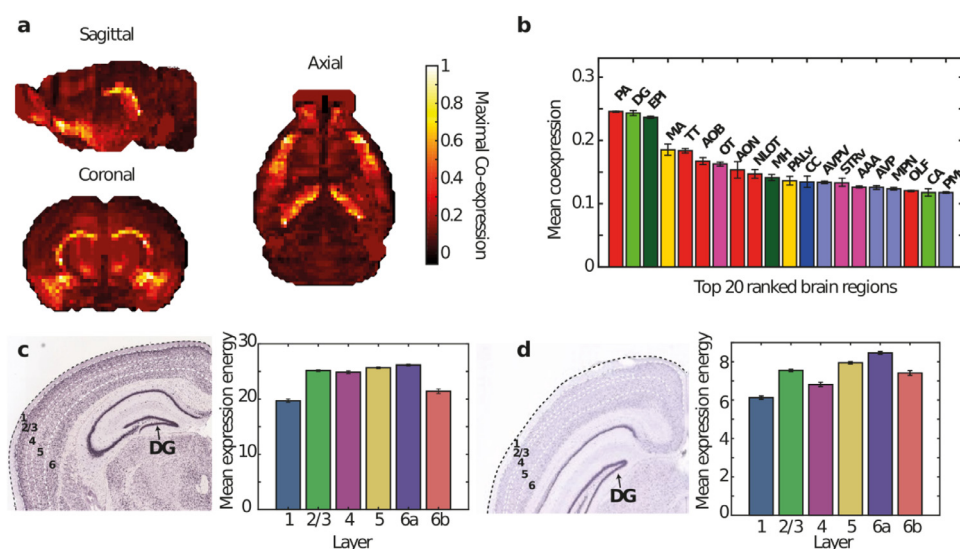 a
Sagittal
Coronal
Axial
1
0.8
0.6
0.4
0.2
0
Maximal Co-expression
b
Mean coexpression
0.3
0.2
0.1
0
PA
DG
EPI
MA
TT
AOB
OT
AON
NLOT
MH
PALv
CC
AVPV
STRv
AAA
AVP
MPN
OLF
CA
Top 20 ranked brain regions
c
1
2/3
4
5
6
DG
Mean expression energy
30
20
10
0
1 2/3 4 5 6a 6b
Layer
d
1
2/3
4
5
6
DG
Mean expression energy
8
6
4
2
0
1 2/3 4 5 6a 6b
Layer